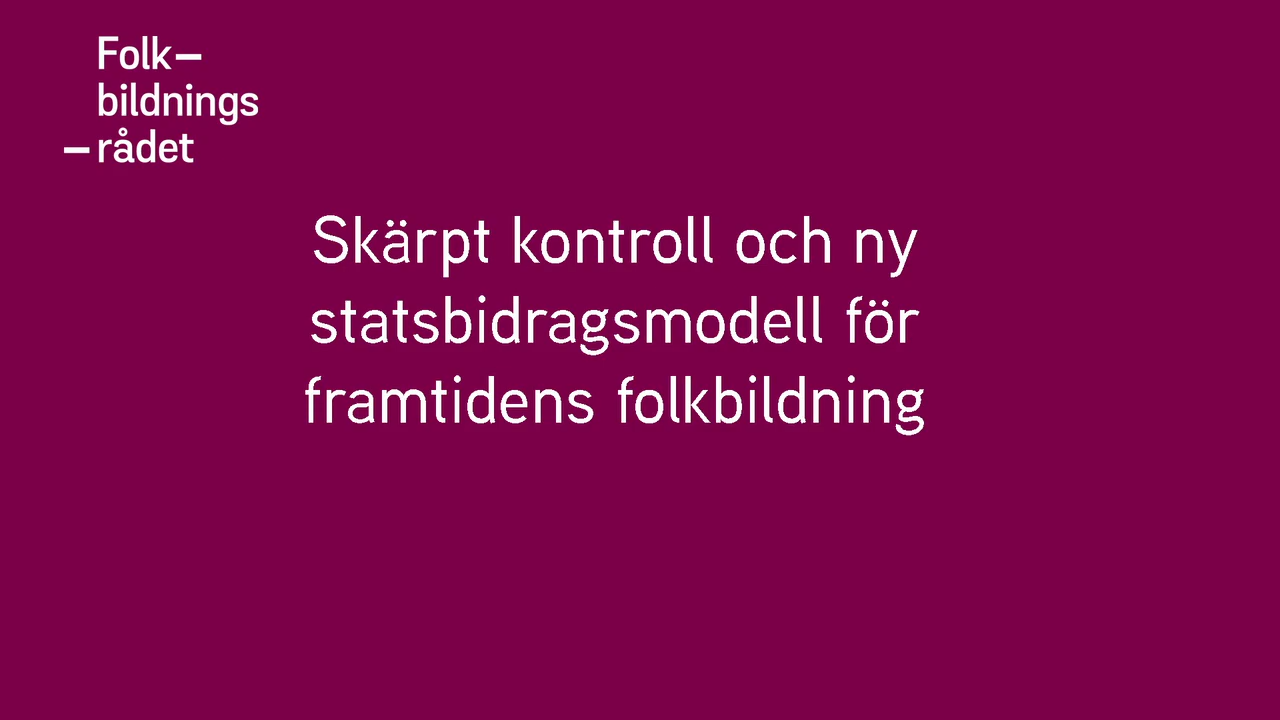 Folk–
bildnings
–rådet
Skärpt kontroll och ny
statsbidragsmodell för
framtidens folkbildning